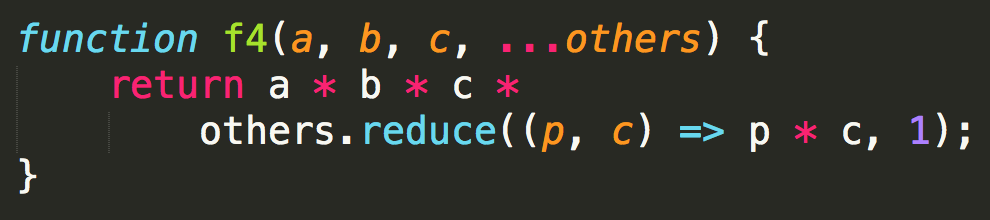 function f4(a, b, c, ...others) {
    return a * b * c *
        others.reduce((p, c) => p * c, 1);
}